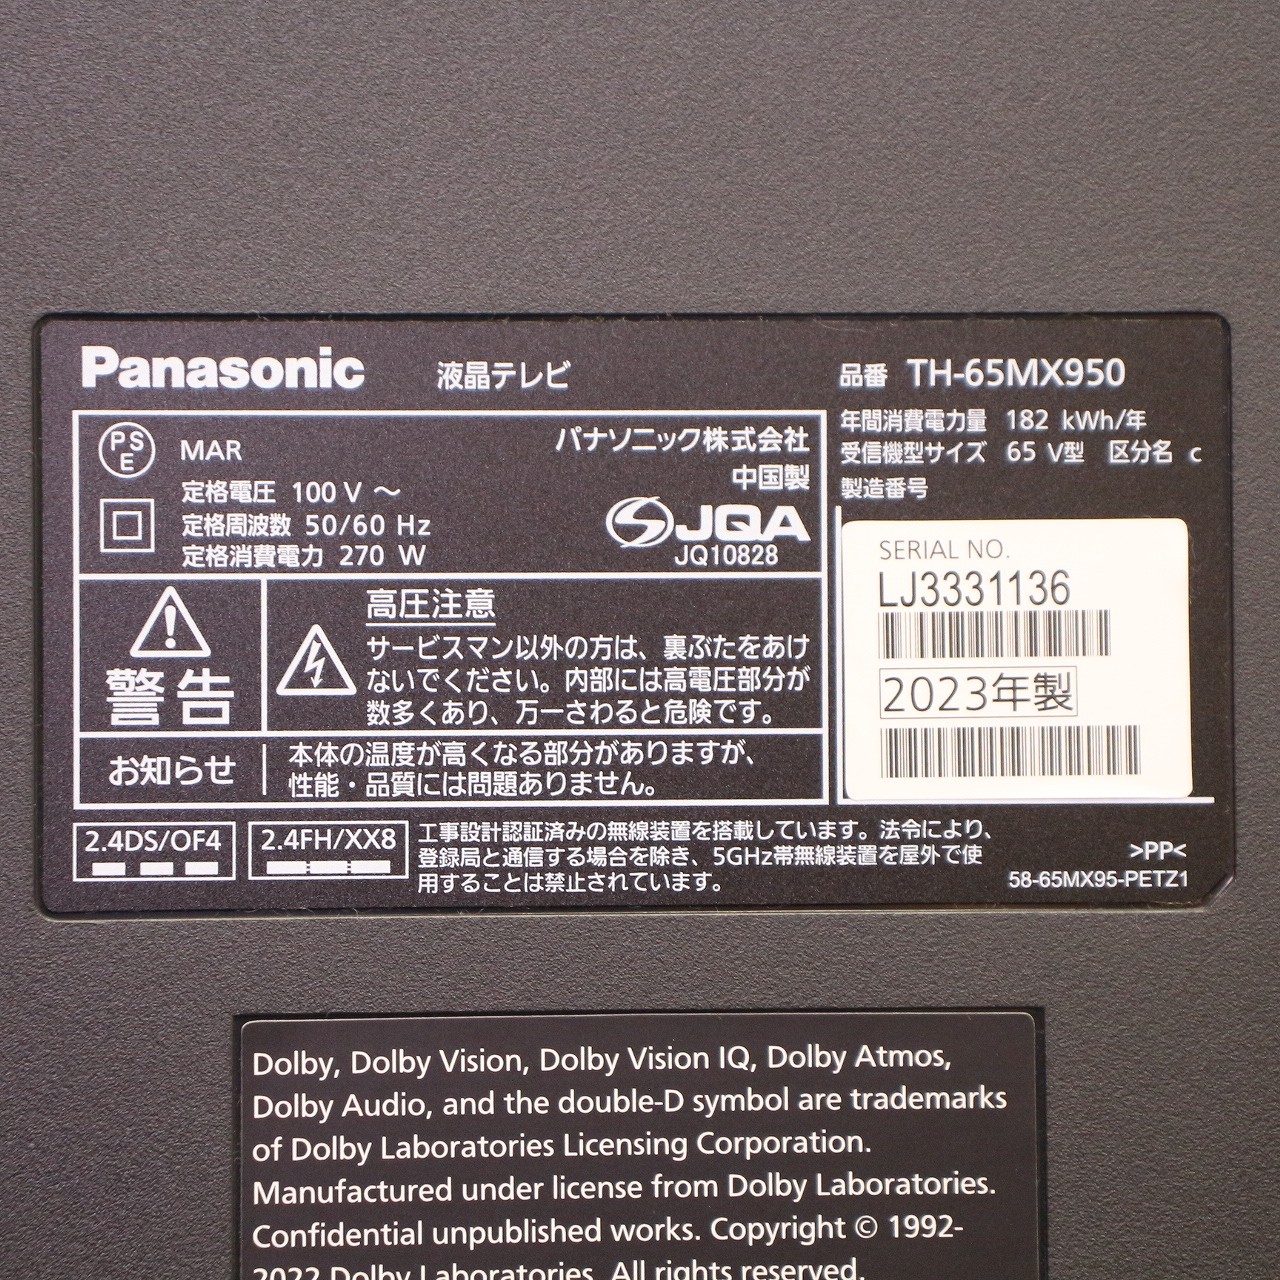 Panasonic 液晶テレビ
品番 TH-65MX950
年間消費電力量 182 kWh/年
受信機型サイズ 65 V型 区分名 c
製造番号
PSE MAR
パナソニック株式会社
中国製
定格電圧 100 V ～
定格周波数 50/60 Hz
定格消費電力 270 W
JQA
JQ10828
SERIAL NO.
LJ3331136
2023年製
警告
高圧注意
サービスマン以外の方は、裏ぶたをあけ
ないでください。内部には高電圧部分が
数多くあり、万一さわると危険です。
お知らせ
本体の温度が高くなる部分がありますが、
性能・品質には問題ありません。
2.4DS/OF4
2.4FH/XX8
工事設計認証済みの無線装置を搭載しています。法令により、
登録局と通信する場合を除き、5GHz帯無線装置を屋外で使
用することは禁止されています。
>PP<
58-65MX95-PETZ1
Dolby, Dolby Vision, Dolby Vision IQ, Dolby Atmos,
Dolby Audio, and the double-D symbol are trademarks
of Dolby Laboratories Licensing Corporation.
Manufactured under license from Dolby Laboratories.
Confidential unpublished works. Copyright © 1992-
2022 Dolby Laboratories. All rights reserved.